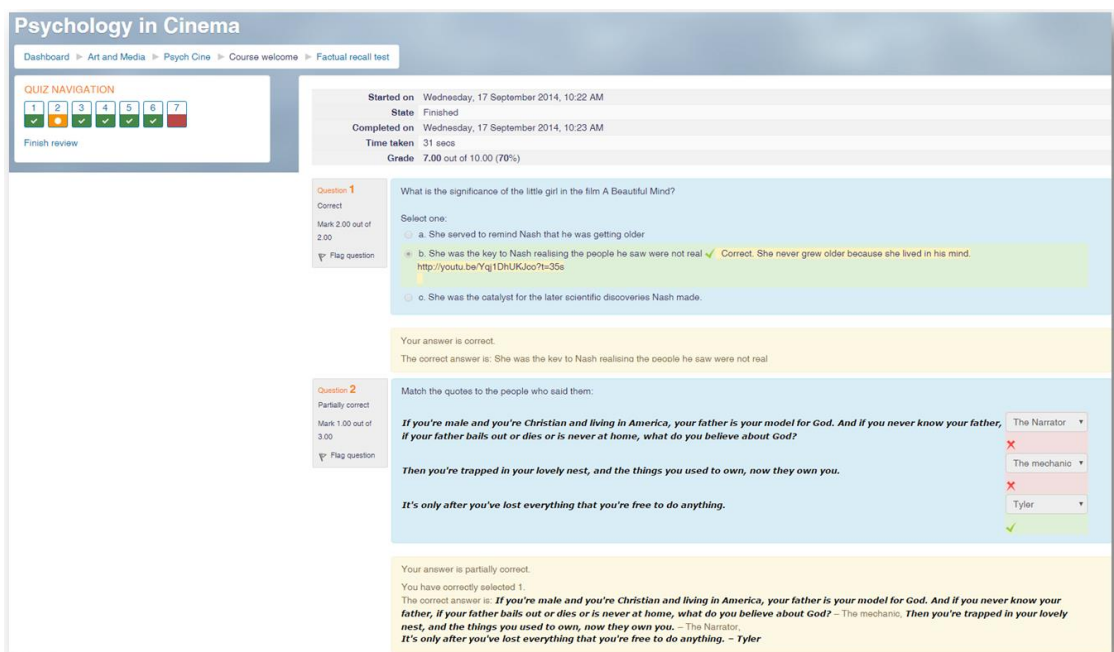 Psychology in Cinema
Dashboard ▶ Art and Media ▶ Psych Cine ▶ Course welcome ▶ Factual recall test
QUIZ NAVIGATION
1 2 3 4 5 6 7
Finish review
Started on Wednesday, 17 September 2014, 10:22 AM
State Finished
Completed on Wednesday, 17 September 2014, 10:23 AM
Time taken 31 secs
Grade 7.00 out of 10.00 (70%)
Question 1
Correct
Mark 2.00 out of
2.00
Flag question
What is the significance of the little girl in the film A Beautiful Mind?
Select one:
a. She served to remind Nash that he was getting older
b. She was the key to Nash realising the people he saw were not real ✓ Correct. She never grew older because she lived in his mind.
http://youtu.be/Yqj1DhUKJco?t=35s
c. She was the catalyst for the later scientific discoveries Nash made.
Your answer is correct.
The correct answer is: She was the key to Nash realising the people he saw were not real
Question 2
Partially correct
Mark 1.00 out of
3.00
Flag question
Match the quotes to the people who said them:
If you're male and you're Christian and living in America, your father is your model for God. And if you never know your father,
if your father bails out or dies or is never at home, what do you believe about God?
The Narrator
Then you're trapped in your lovely nest, and the things you used to own, now they own you.
The mechanic
It's only after you've lost everything that you're free to do anything.
Tyler
Your answer is partially correct.
You have correctly selected 1.
The correct answer is: If you're male and you're Christian and living in America, your father is your model for God. And if you never know your
father, if your father bails out or dies or is never at home, what do you believe about God? – The mechanic, Then you're trapped in your lovely
nest, and the things you used to own, now they own you. – The Narrator,
It's only after you've lost everything that you're free to do anything. – Tyler